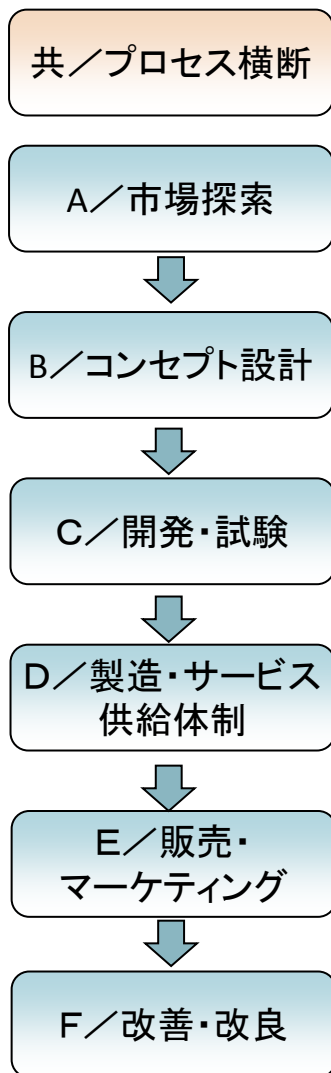 共／プロセス横断
A／市場探索
B／コンセプト設計
C／開発・試験
D／製造・サービス
供給体制
E／販売・
マーケティング
F／改善・改良